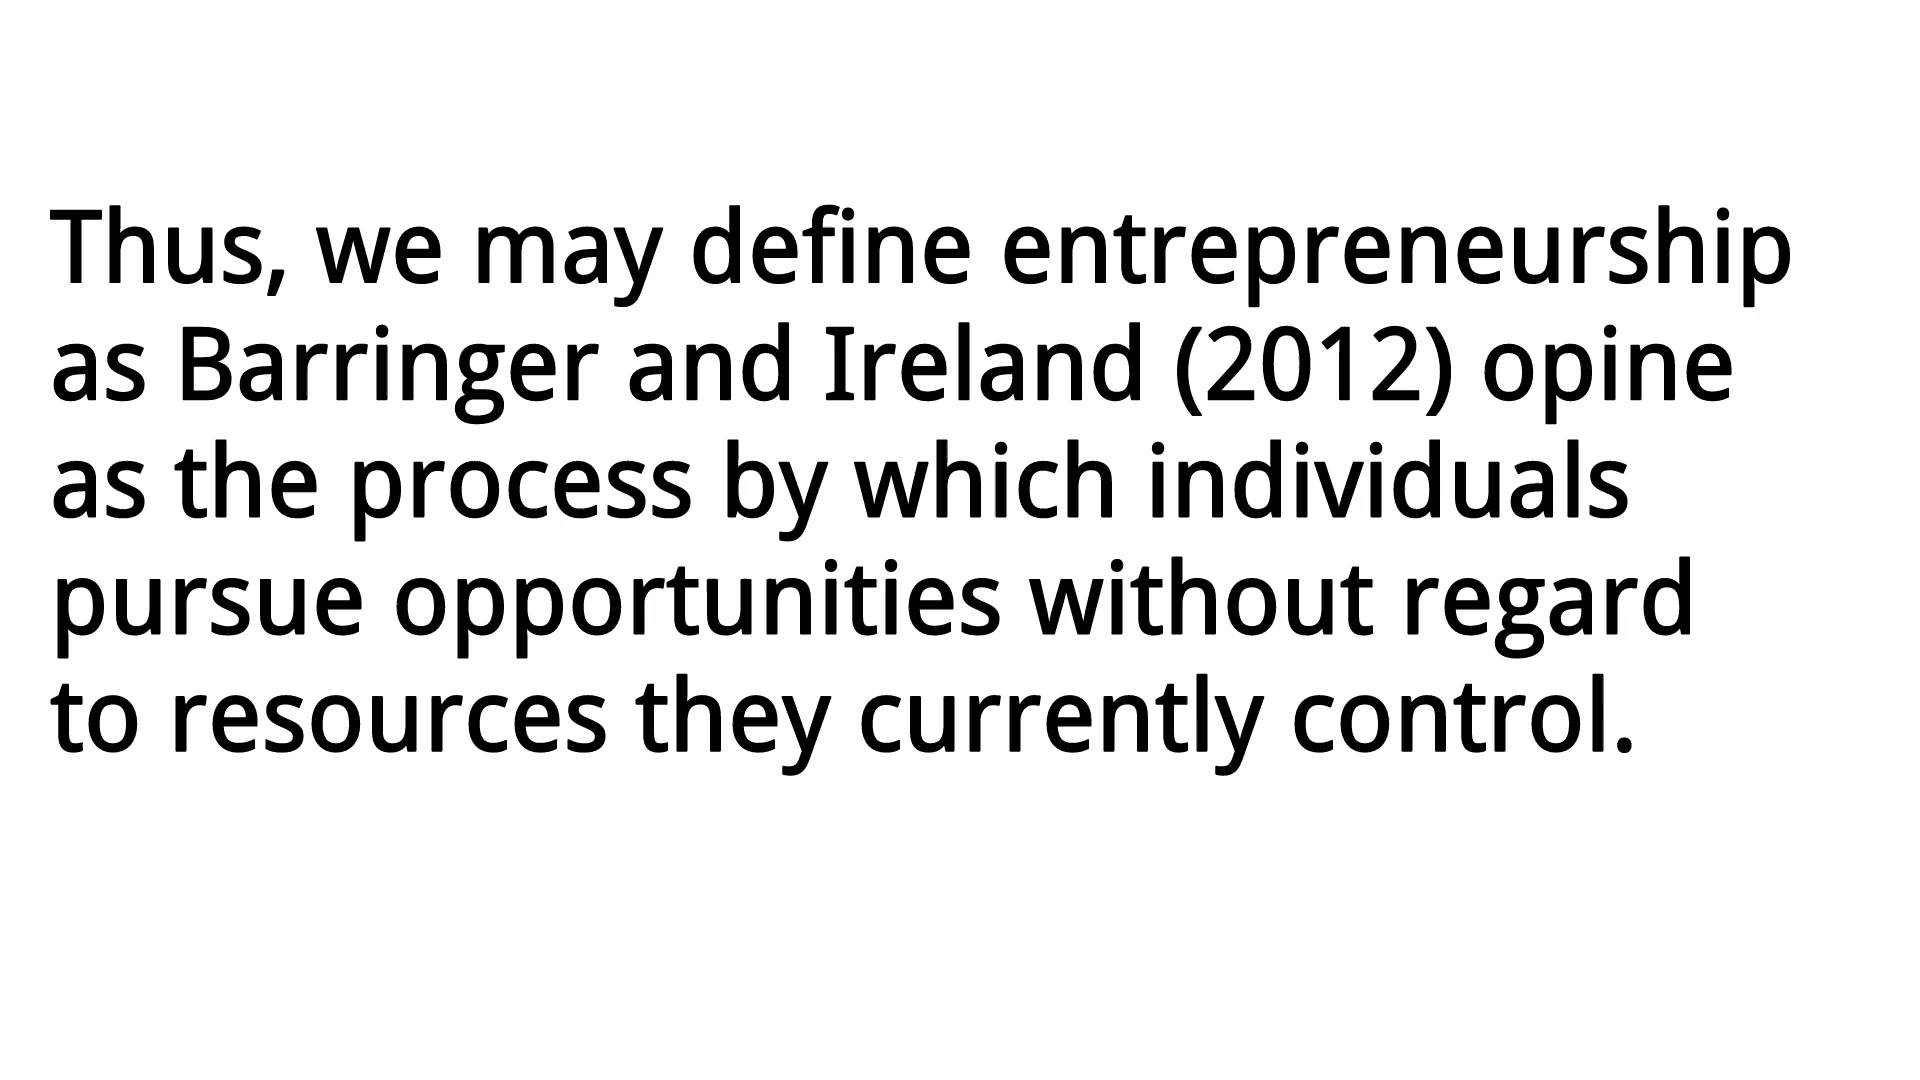 Thus, we may define entrepreneurship
as Barringer and Ireland (2012) opine
as the process by which individuals
pursue opportunities without regard
to resources they currently control.